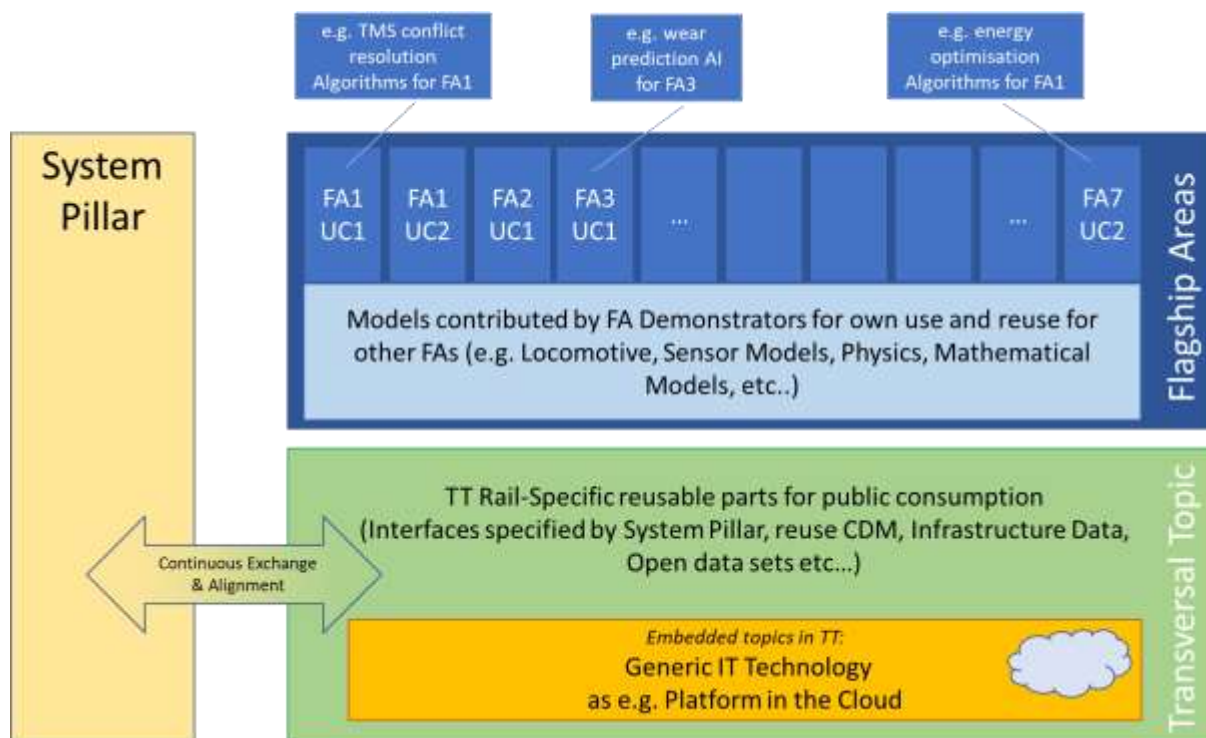 e.g. TMS conflict
resolution
Algorithms for FA1
e.g. wear
prediction AI
for FA3
e.g. energy
optimisation
Algorithms for FA1
System
Pillar
FA1
UC1
FA1
UC2
FA2
UC1
FA3
UC1
...
...
FA7
UC2
Flagship Areas
Models contributed by FA Demonstrators for own use and reuse for
other FAs (e.g. Locomotive, Sensor Models, Physics, Mathematical
Models, etc..)
TT Rail-Specific reusable parts for public consumption
(Interfaces specified by System Pillar, reuse CDM, Infrastructure Data,
Open data sets etc...)
Transversal Topic
Continuous Exchange
& Alignment
Embedded topics in TT:
Generic IT Technology
as e.g. Platform in the Cloud